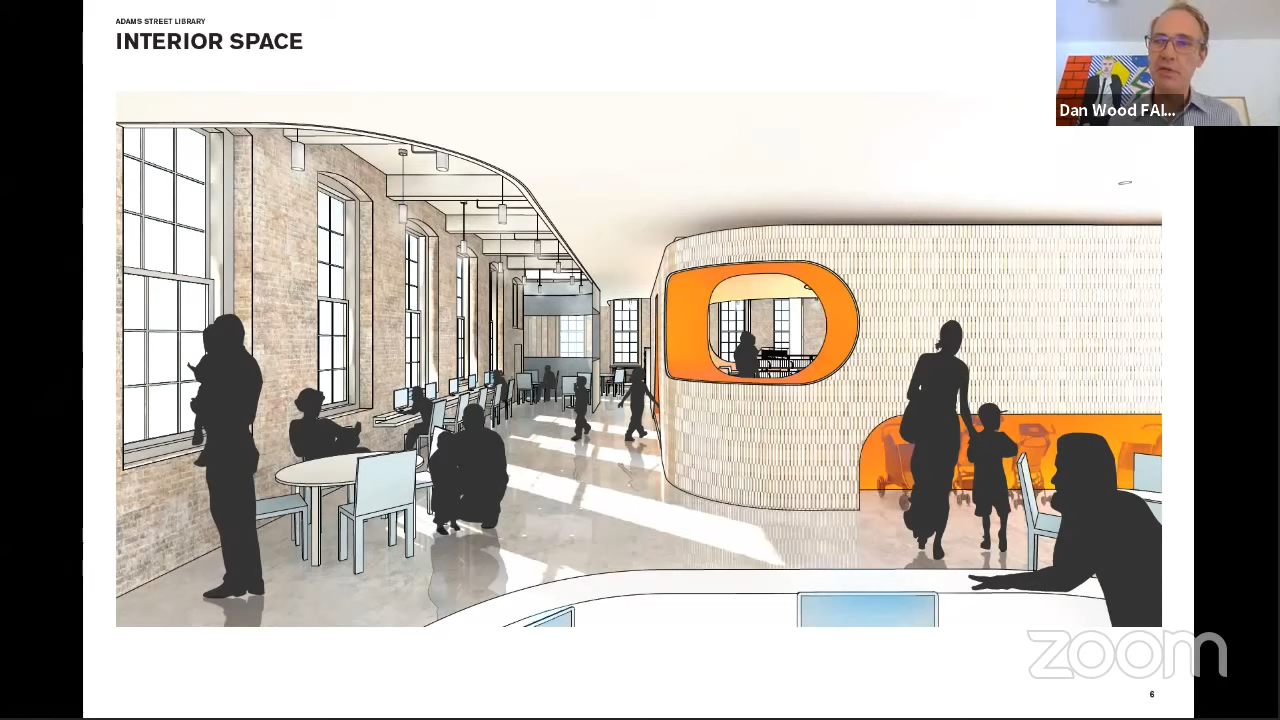 ADAMS STREET LIBRARY
INTERIOR SPACE
Dan Wood FAI...
zoom
6